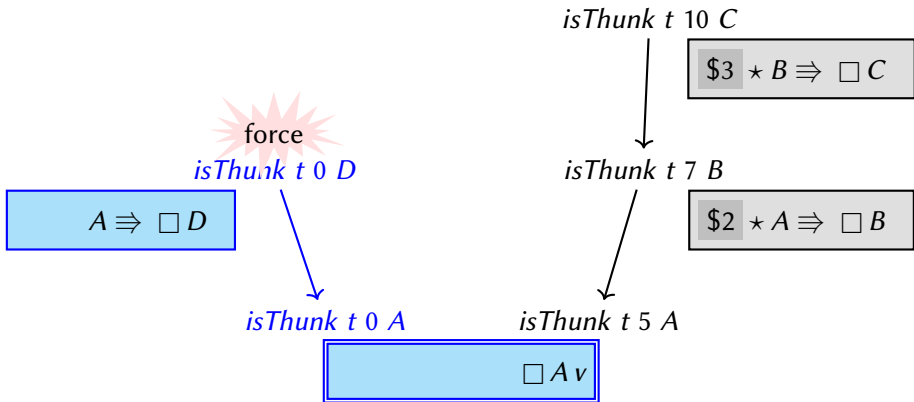 isThunk t 10 C
$3 ⋆ B ⇛ □ C
force
isThunk t 0 D
isThunk t 7 B
A ⇛ □ D
$2 ⋆ A ⇛ □ B
isThunk t 0 A
isThunk t 5 A
□ A v